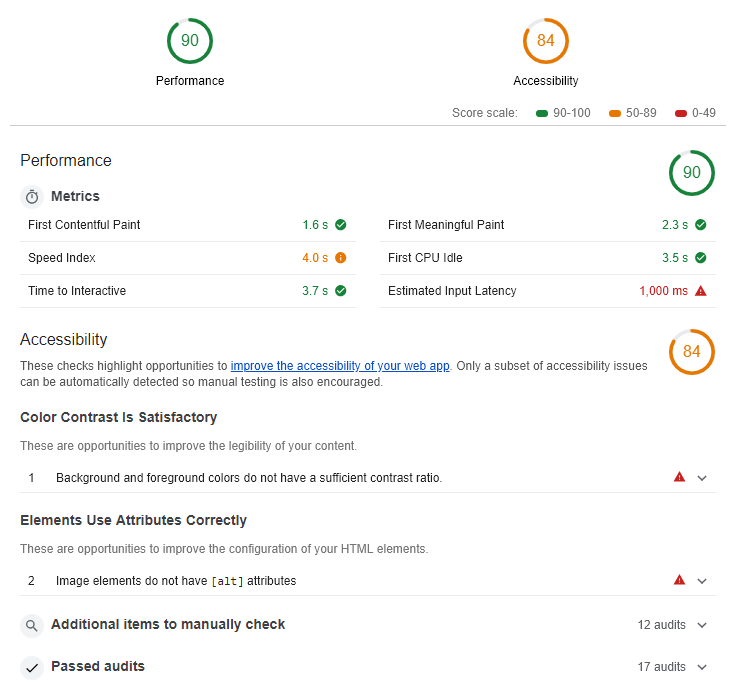 90
84
Performance
Accessibility
Score scale: 90-100 50-89 0-49
Performance
90
Metrics
First Contentful Paint 1.6 s
First Meaningful Paint 2.3 s
Speed Index 4.0 s
First CPU Idle 3.5 s
Time to Interactive 3.7 s
Estimated Input Latency 1,000 ms
Accessibility
84
These checks highlight opportunities to improve the accessibility of your web app. Only a subset of accessibility issues
can be automatically detected so manual testing is also encouraged.
Color Contrast Is Satisfactory
These are opportunities to improve the legibility of your content.
1 Background and foreground colors do not have a sufficient contrast ratio.
Elements Use Attributes Correctly
These are opportunities to improve the configuration of your HTML elements.
2 Image elements do not have [alt] attributes
Additional items to manually check 12 audits
Passed audits 17 audits